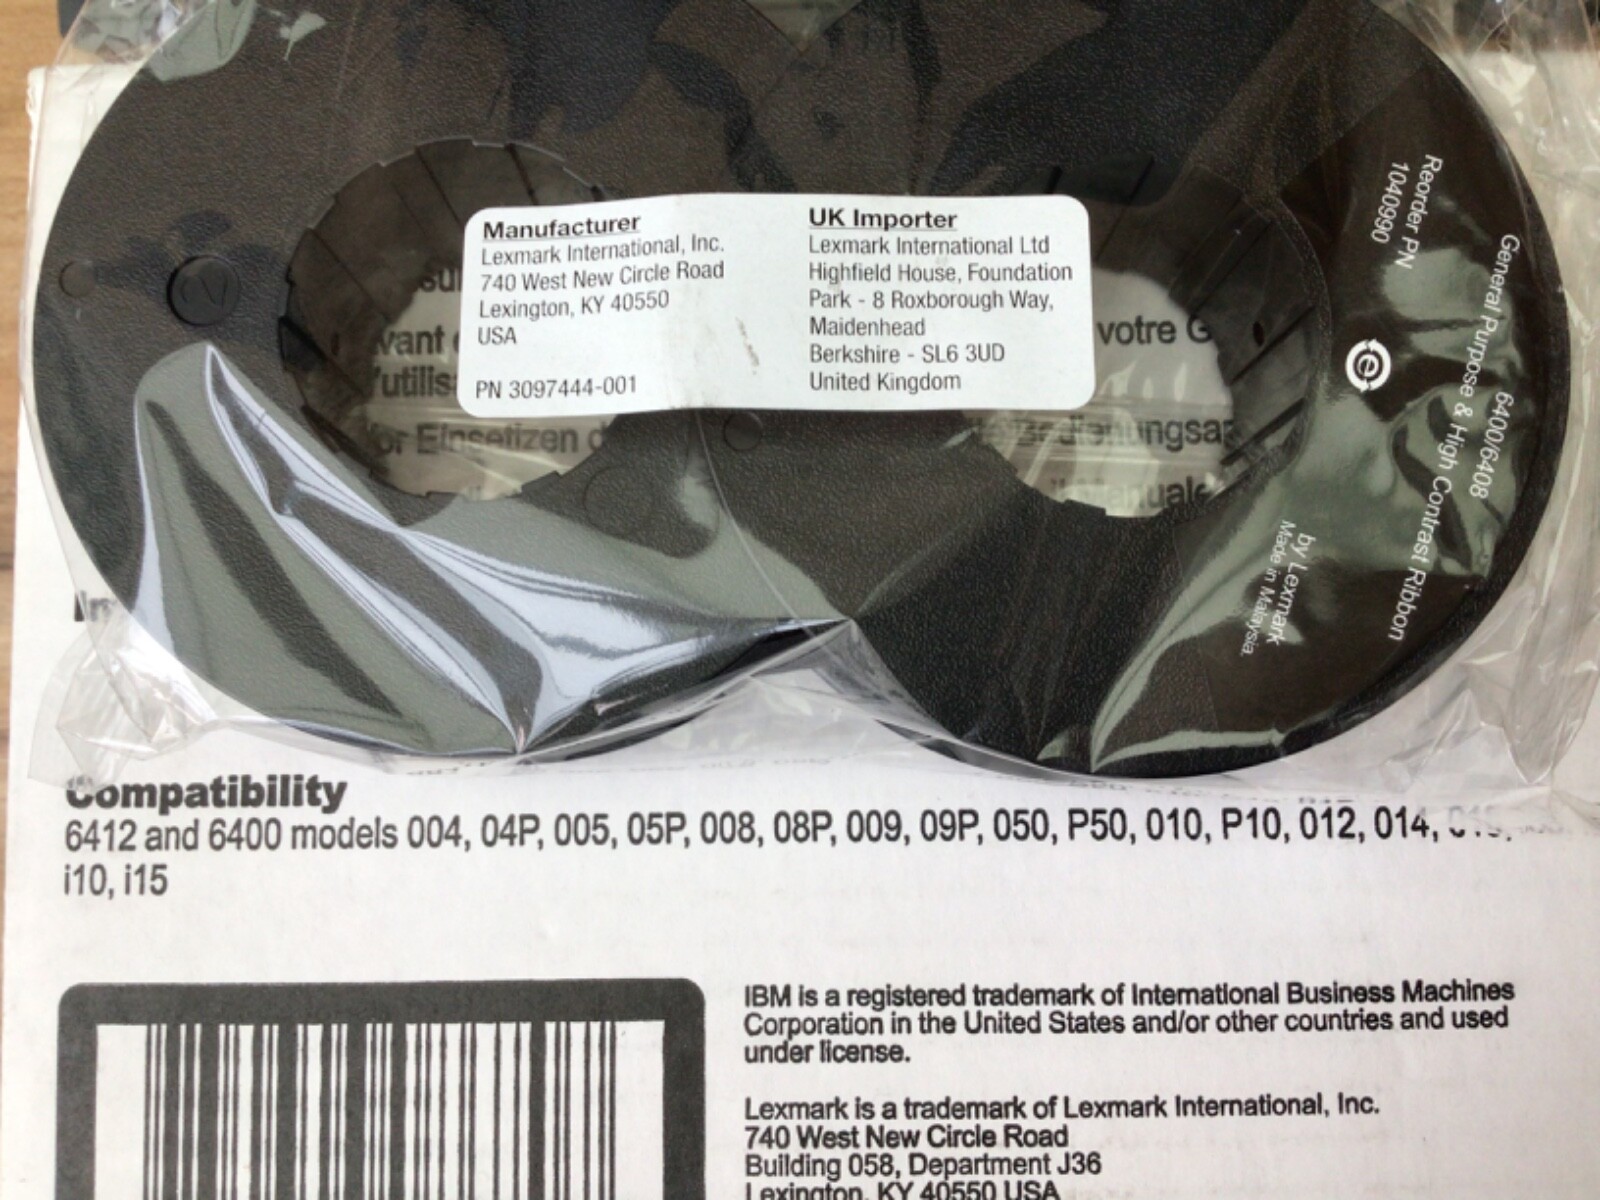 Manufacturer
Lexmark International, Inc.
740 West New Circle Road
Lexington, KY 40550
USA
PN 3097444-001
UK Importer
Lexmark International Ltd
Highfield House, Foundation
Park - 8 Roxborough Way,
Maidenhead
Berkshire - SL6 3UD
United Kingdom
Reorder PN
1040990
6400/6408
General Purpose & High Contrast Ribbon
by Lexmark
Made in Malaysia.
votre
Einsetzen
Compatibility
6412 and 6400 models 004, 04P, 005, 05P, 008, 08P, 009, 09P, 050, P50, 010, P10, 012, 014,
i10, i15
IBM is a registered trademark of International Business Machines
Corporation in the United States and/or other countries and used
under license.
Lexmark is a trademark of Lexmark International, Inc.
740 West New Circle Road
Building 058, Department J36
Lexington, KY 40550 USA